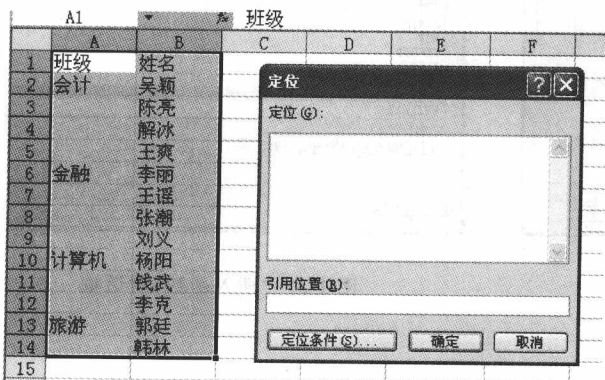 A1 fx 班级
A B C D E F
1 班级 姓名
2 会计 吴颖
3 陈亮
4 解冰
5 王爽
6 金融 李丽
7 王谣
8 张潮
9 刘义
10 计算机 杨阳
11 钱武
12 李克
13 旅游 郭廷
14 韩林
15
定位
定位(G):
引用位置(R):
定位条件(S)... 确定 取消